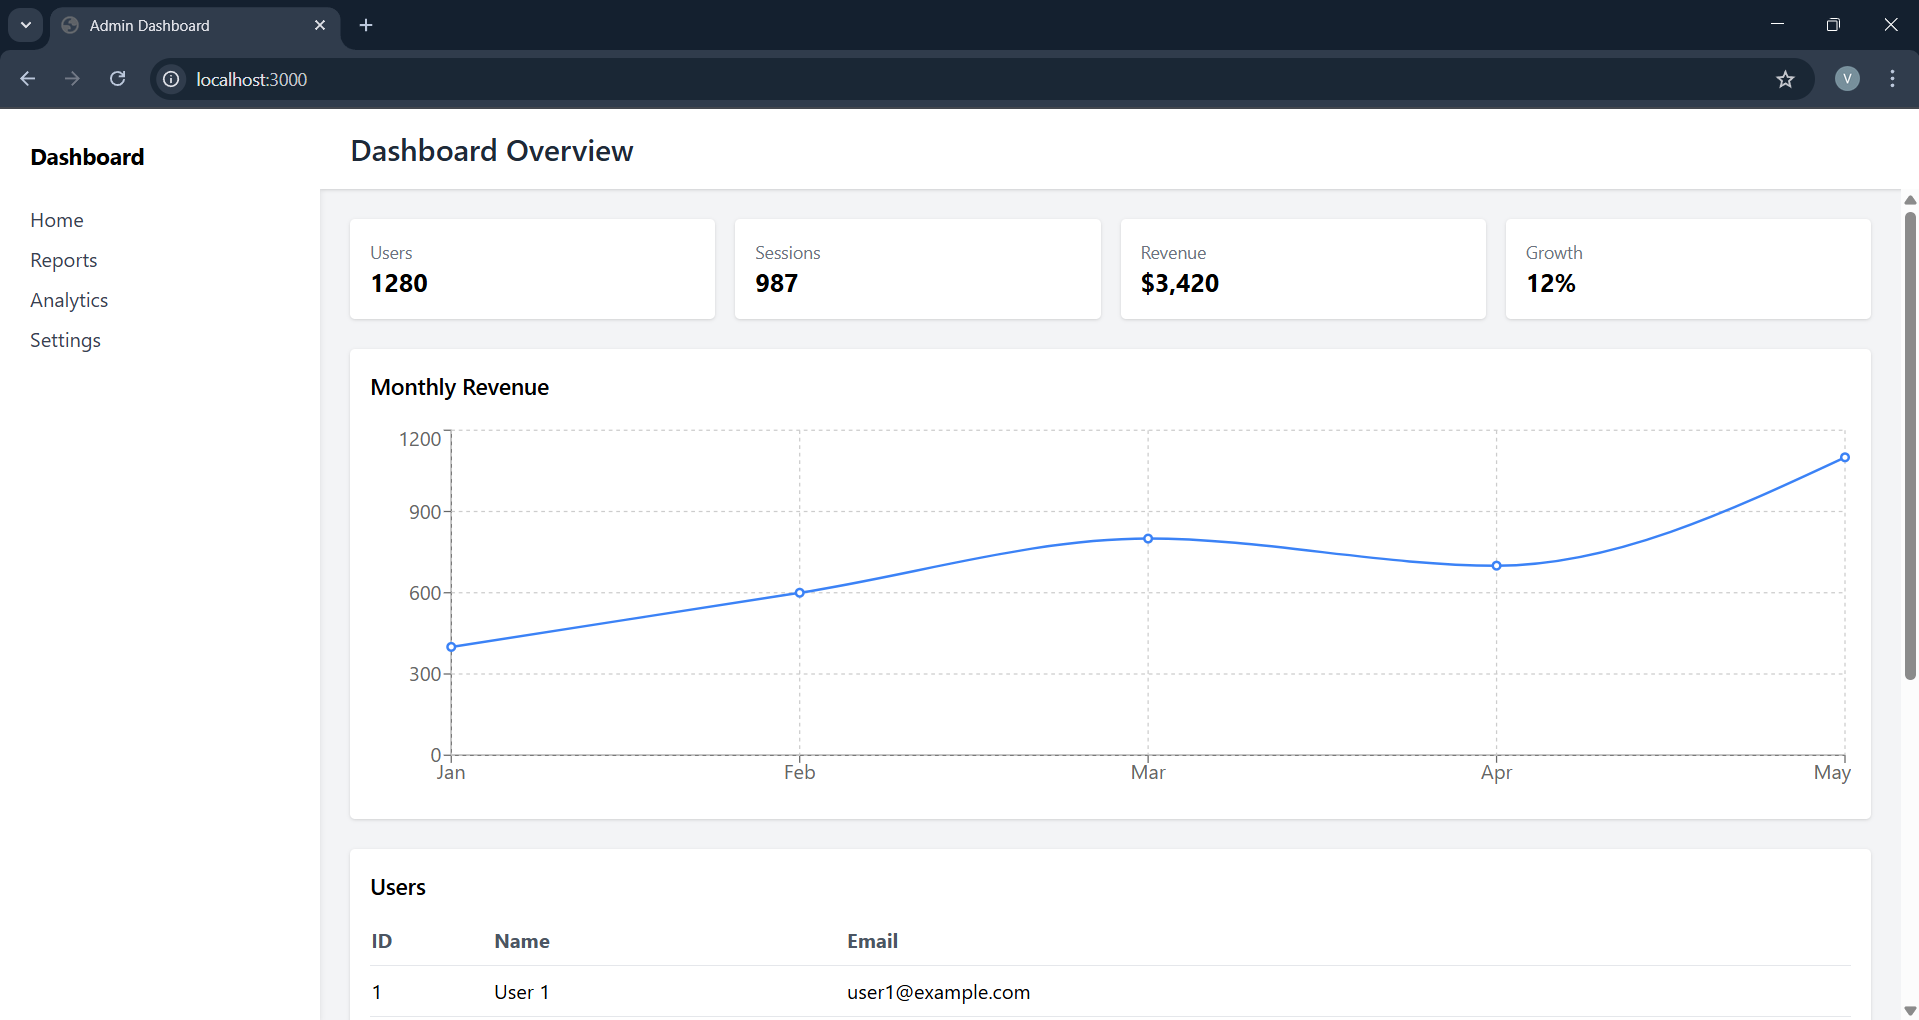 Admin Dashboard
localhost:3000
V
Dashboard
Home
Reports
Analytics
Settings
Dashboard Overview
Users
1280
Sessions
987
Revenue
$3,420
Growth
12%
Monthly Revenue
1200
900
600
300
0
Jan Feb Mar Apr May
Users
ID Name Email
1 User 1 user1@example.com